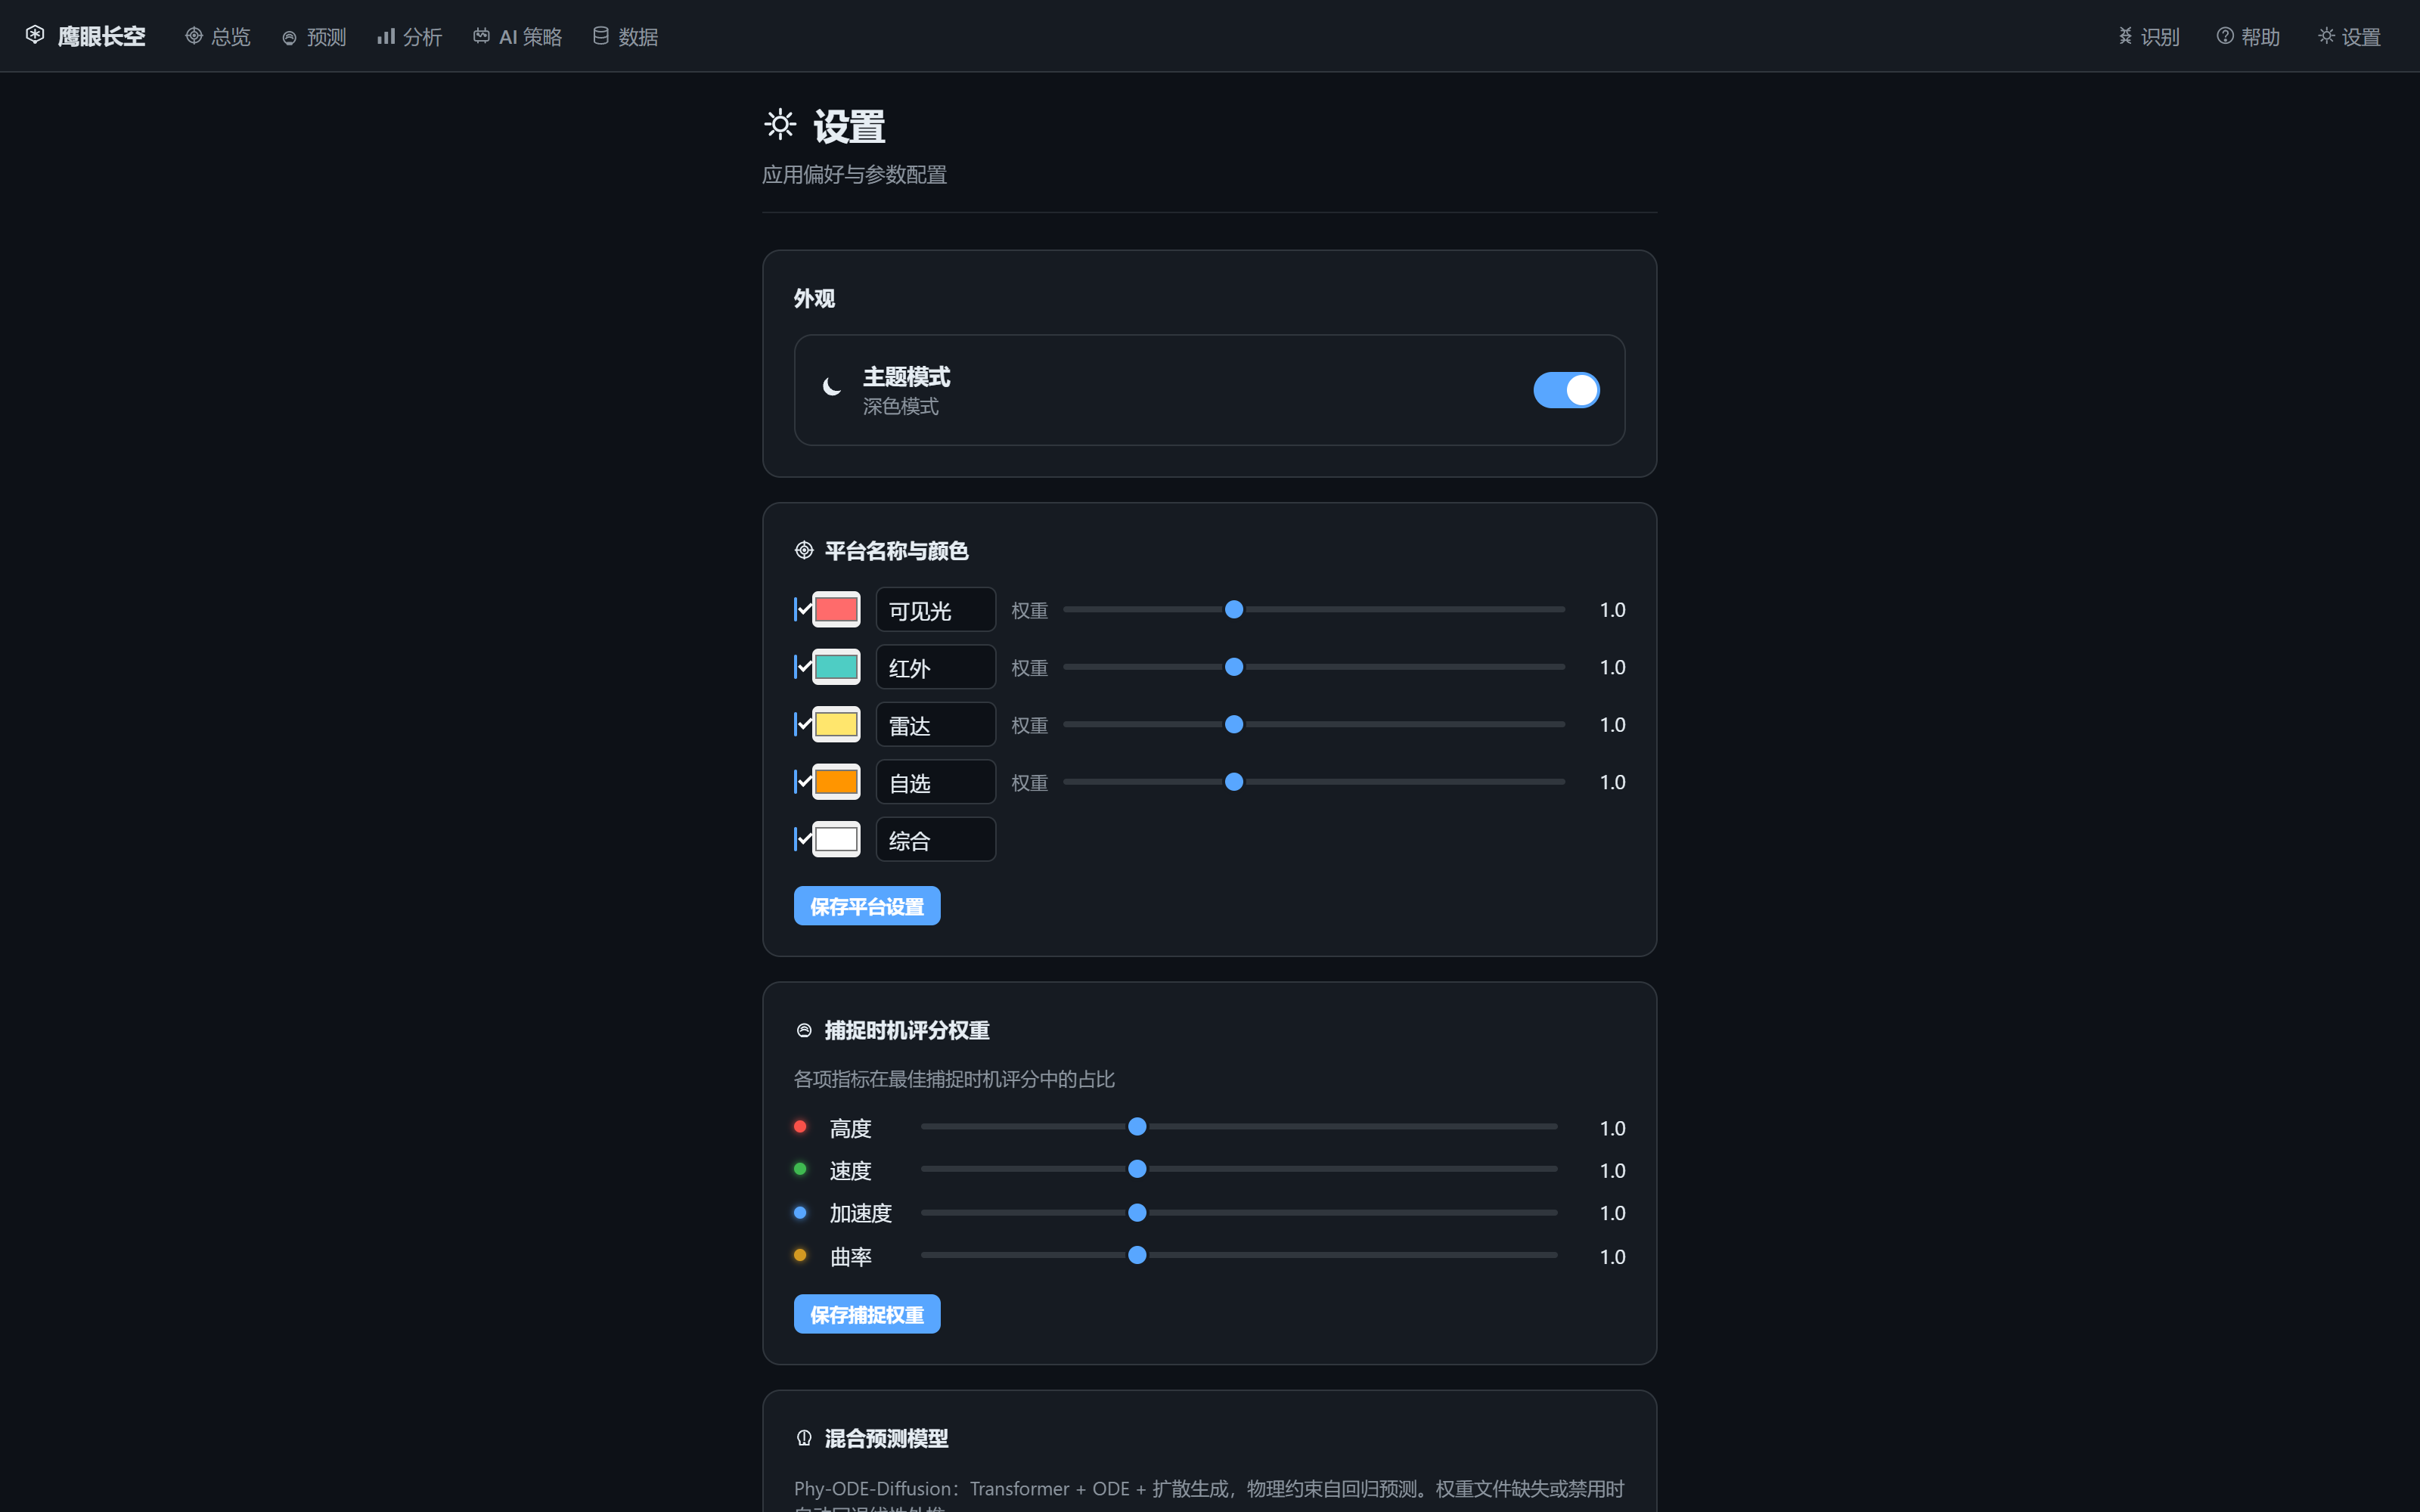 鹰眼长空 总览 预测 分析 AI 策略 数据 识别 帮助 设置
设置
应用偏好与参数配置
外观
主题模式
深色模式
平台名称与颜色
可见光 权重 1.0
红外 权重 1.0
雷达 权重 1.0
自选 权重 1.0
综合
保存平台设置
捕捉时机评分权重
各项指标在最佳捕捉时机评分中的占比
高度 1.0
速度 1.0
加速度 1.0
曲率 1.0
保存捕捉权重
混合预测模型
Phy-ODE-Diffusion：Transformer + ODE + 扩散生成，物理约束自回归预测。权重文件缺失或禁用时